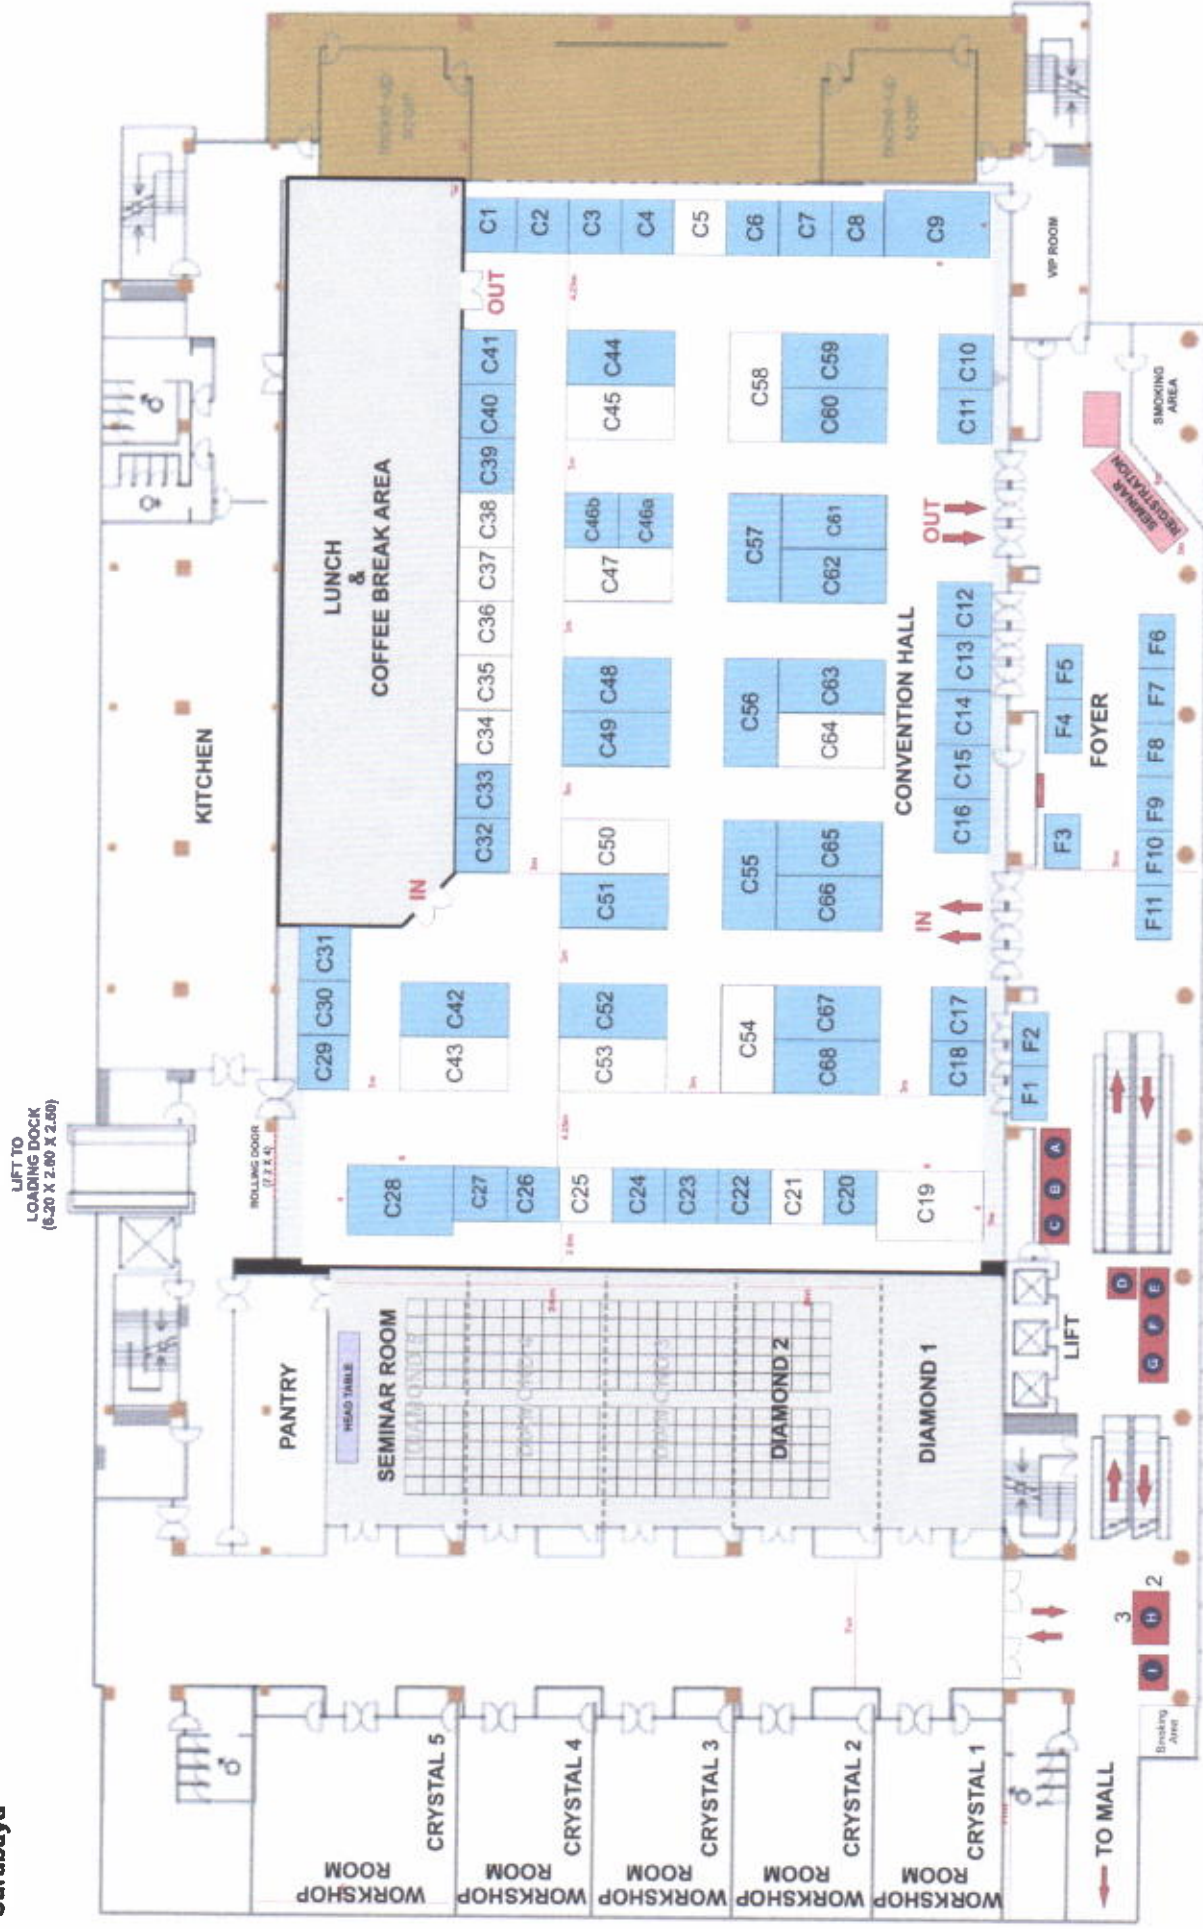 Surabaya
LIFT TO
LOADING DOCK
(6.20 X 2.00 X 2.60)
ROLLING DOOR
KITCHEN
PANTRY
LUNCH
&
COFFEE BREAK AREA
IN
OUT
C1
C2
C3
C4
C5
C6
C7
C8
C9
C41
C40
C39
C38
C37
C36
C35
C34
C33
C32
C31
C30
C29
C44
C45
C46b
C46a
C47
C48
C49
C50
C51
C42
C43
C52
C53
C58
C59
C60
C57
C61
C62
C56
C63
C64
C55
C65
C66
C54
C67
C68
C10
C11
C12
C13
C14
C15
C16
C17
C18
CONVENTION HALL
OUT
IN
C28
C27
C26
C25
C24
C23
C22
C21
C20
C19
VIP ROOM
SMOKING
AREA
SEMINAR
REGISTRATION
FOYER
F1
F2
F3
F4
F5
F6
F7
F8
F9
F10
F11
A
B
C
D
E
F
G
H
I
2
3
LIFT
HEAD TABLE
SEMINAR ROOM
DIAMOND 2
DIAMOND 1
WORKSHOP
ROOM
CRYSTAL 5
WORKSHOP
ROOM
CRYSTAL 4
WORKSHOP
ROOM
CRYSTAL 3
WORKSHOP
ROOM
CRYSTAL 2
WORKSHOP
ROOM
CRYSTAL 1
TO MALL